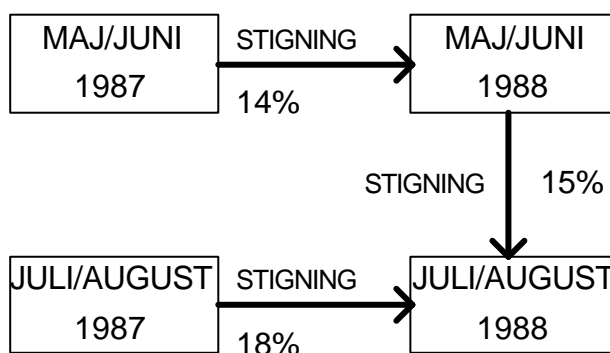 MAJ/JUNI
1987
STIGNING
14%
MAJ/JUNI
1988
STIGNING
15%
JULI/AUGUST
1987
STIGNING
18%
JULI/AUGUST
1988